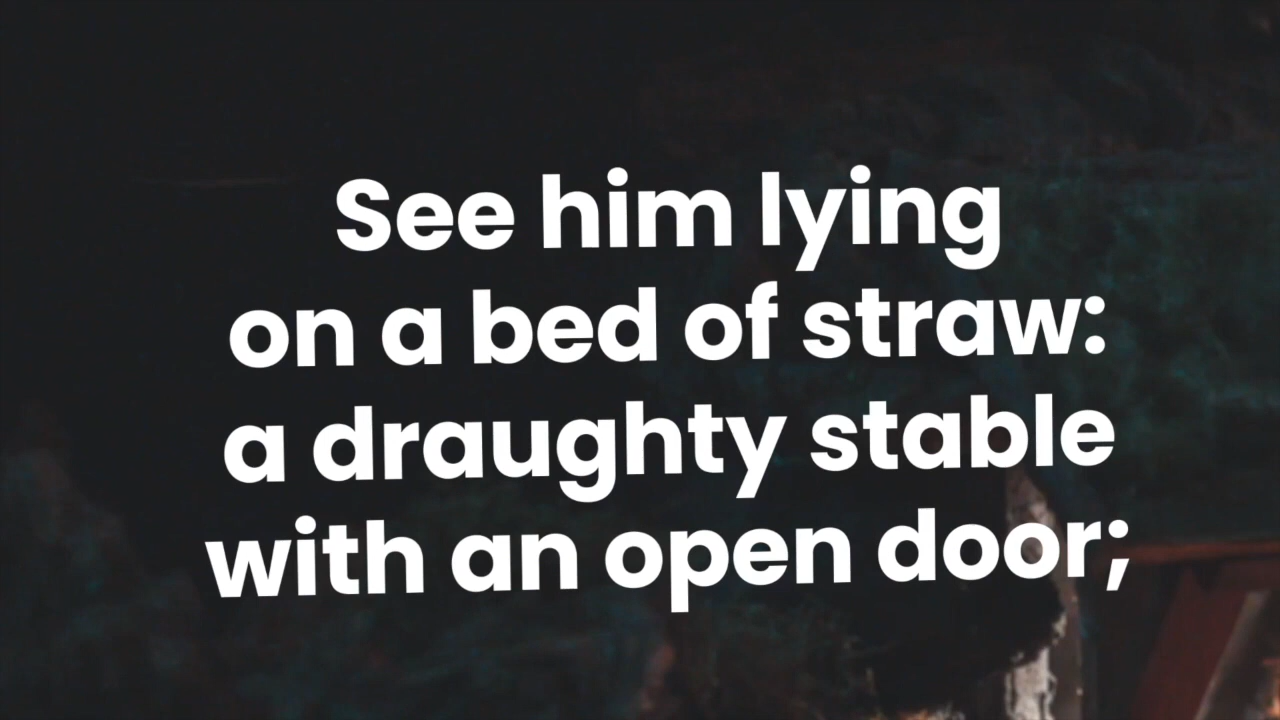 See him lying
on a bed of straw:
a draughty stable
with an open door;